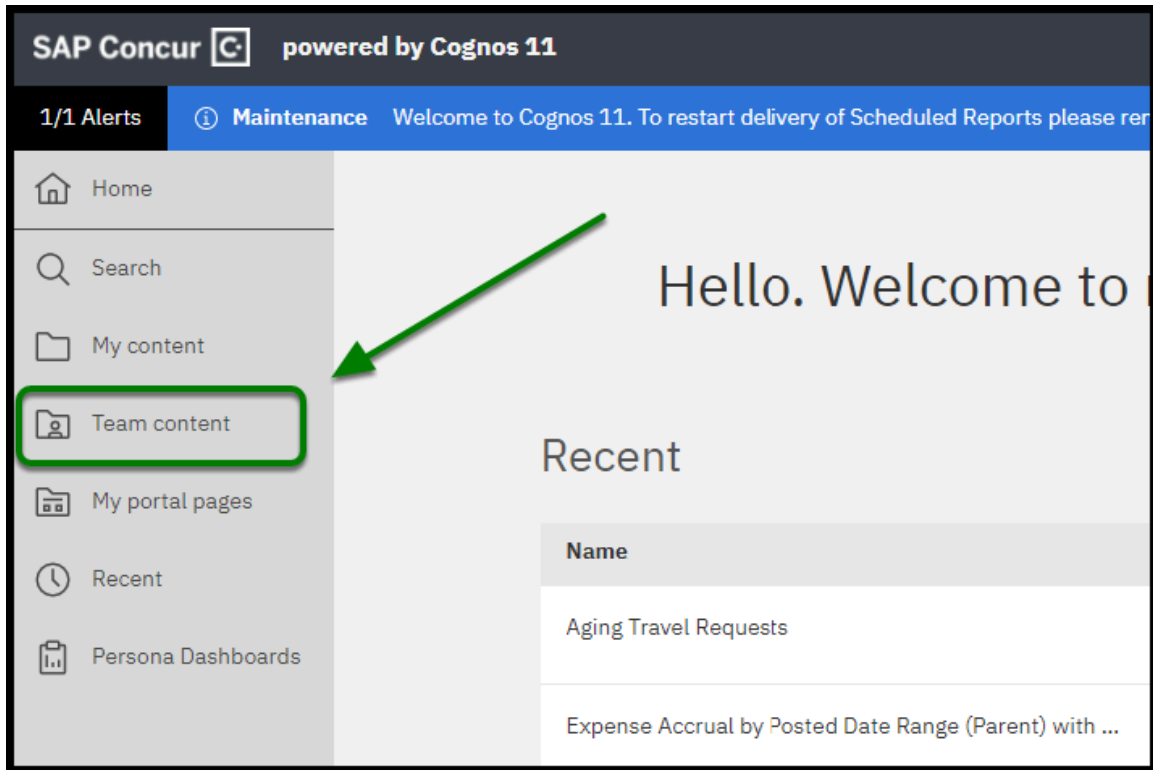 SAP Concur C powered by Cognos 11
1/1 Alerts Maintenance Welcome to Cognos 11. To restart delivery of Scheduled Reports please
Home
Search
My content
Team content
My portal pages
Recent
Persona Dashboards
Hello. Welcome to
Recent
Name
Aging Travel Requests
Expense Accrual by Posted Date Range (Parent) with ...